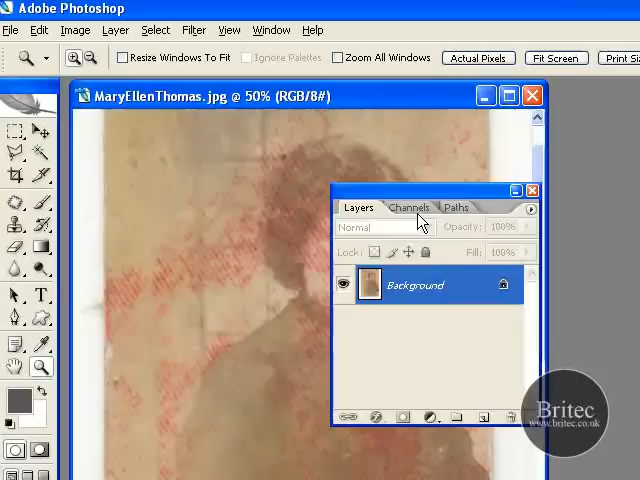 Adobe Photoshop
File Edit Image Layer Select Filter View Window Help
Resize Windows To Fit Ignore Palettes Zoom All Windows Actual Pixels Fit Screen Print Siz
MaryEllenThomas.jpg @ 50% (RGB/8#)
Layers Channels Paths
Normal Opacity: 100%
Lock: Fill: 100%
Background
Britec
www.britec.co.uk